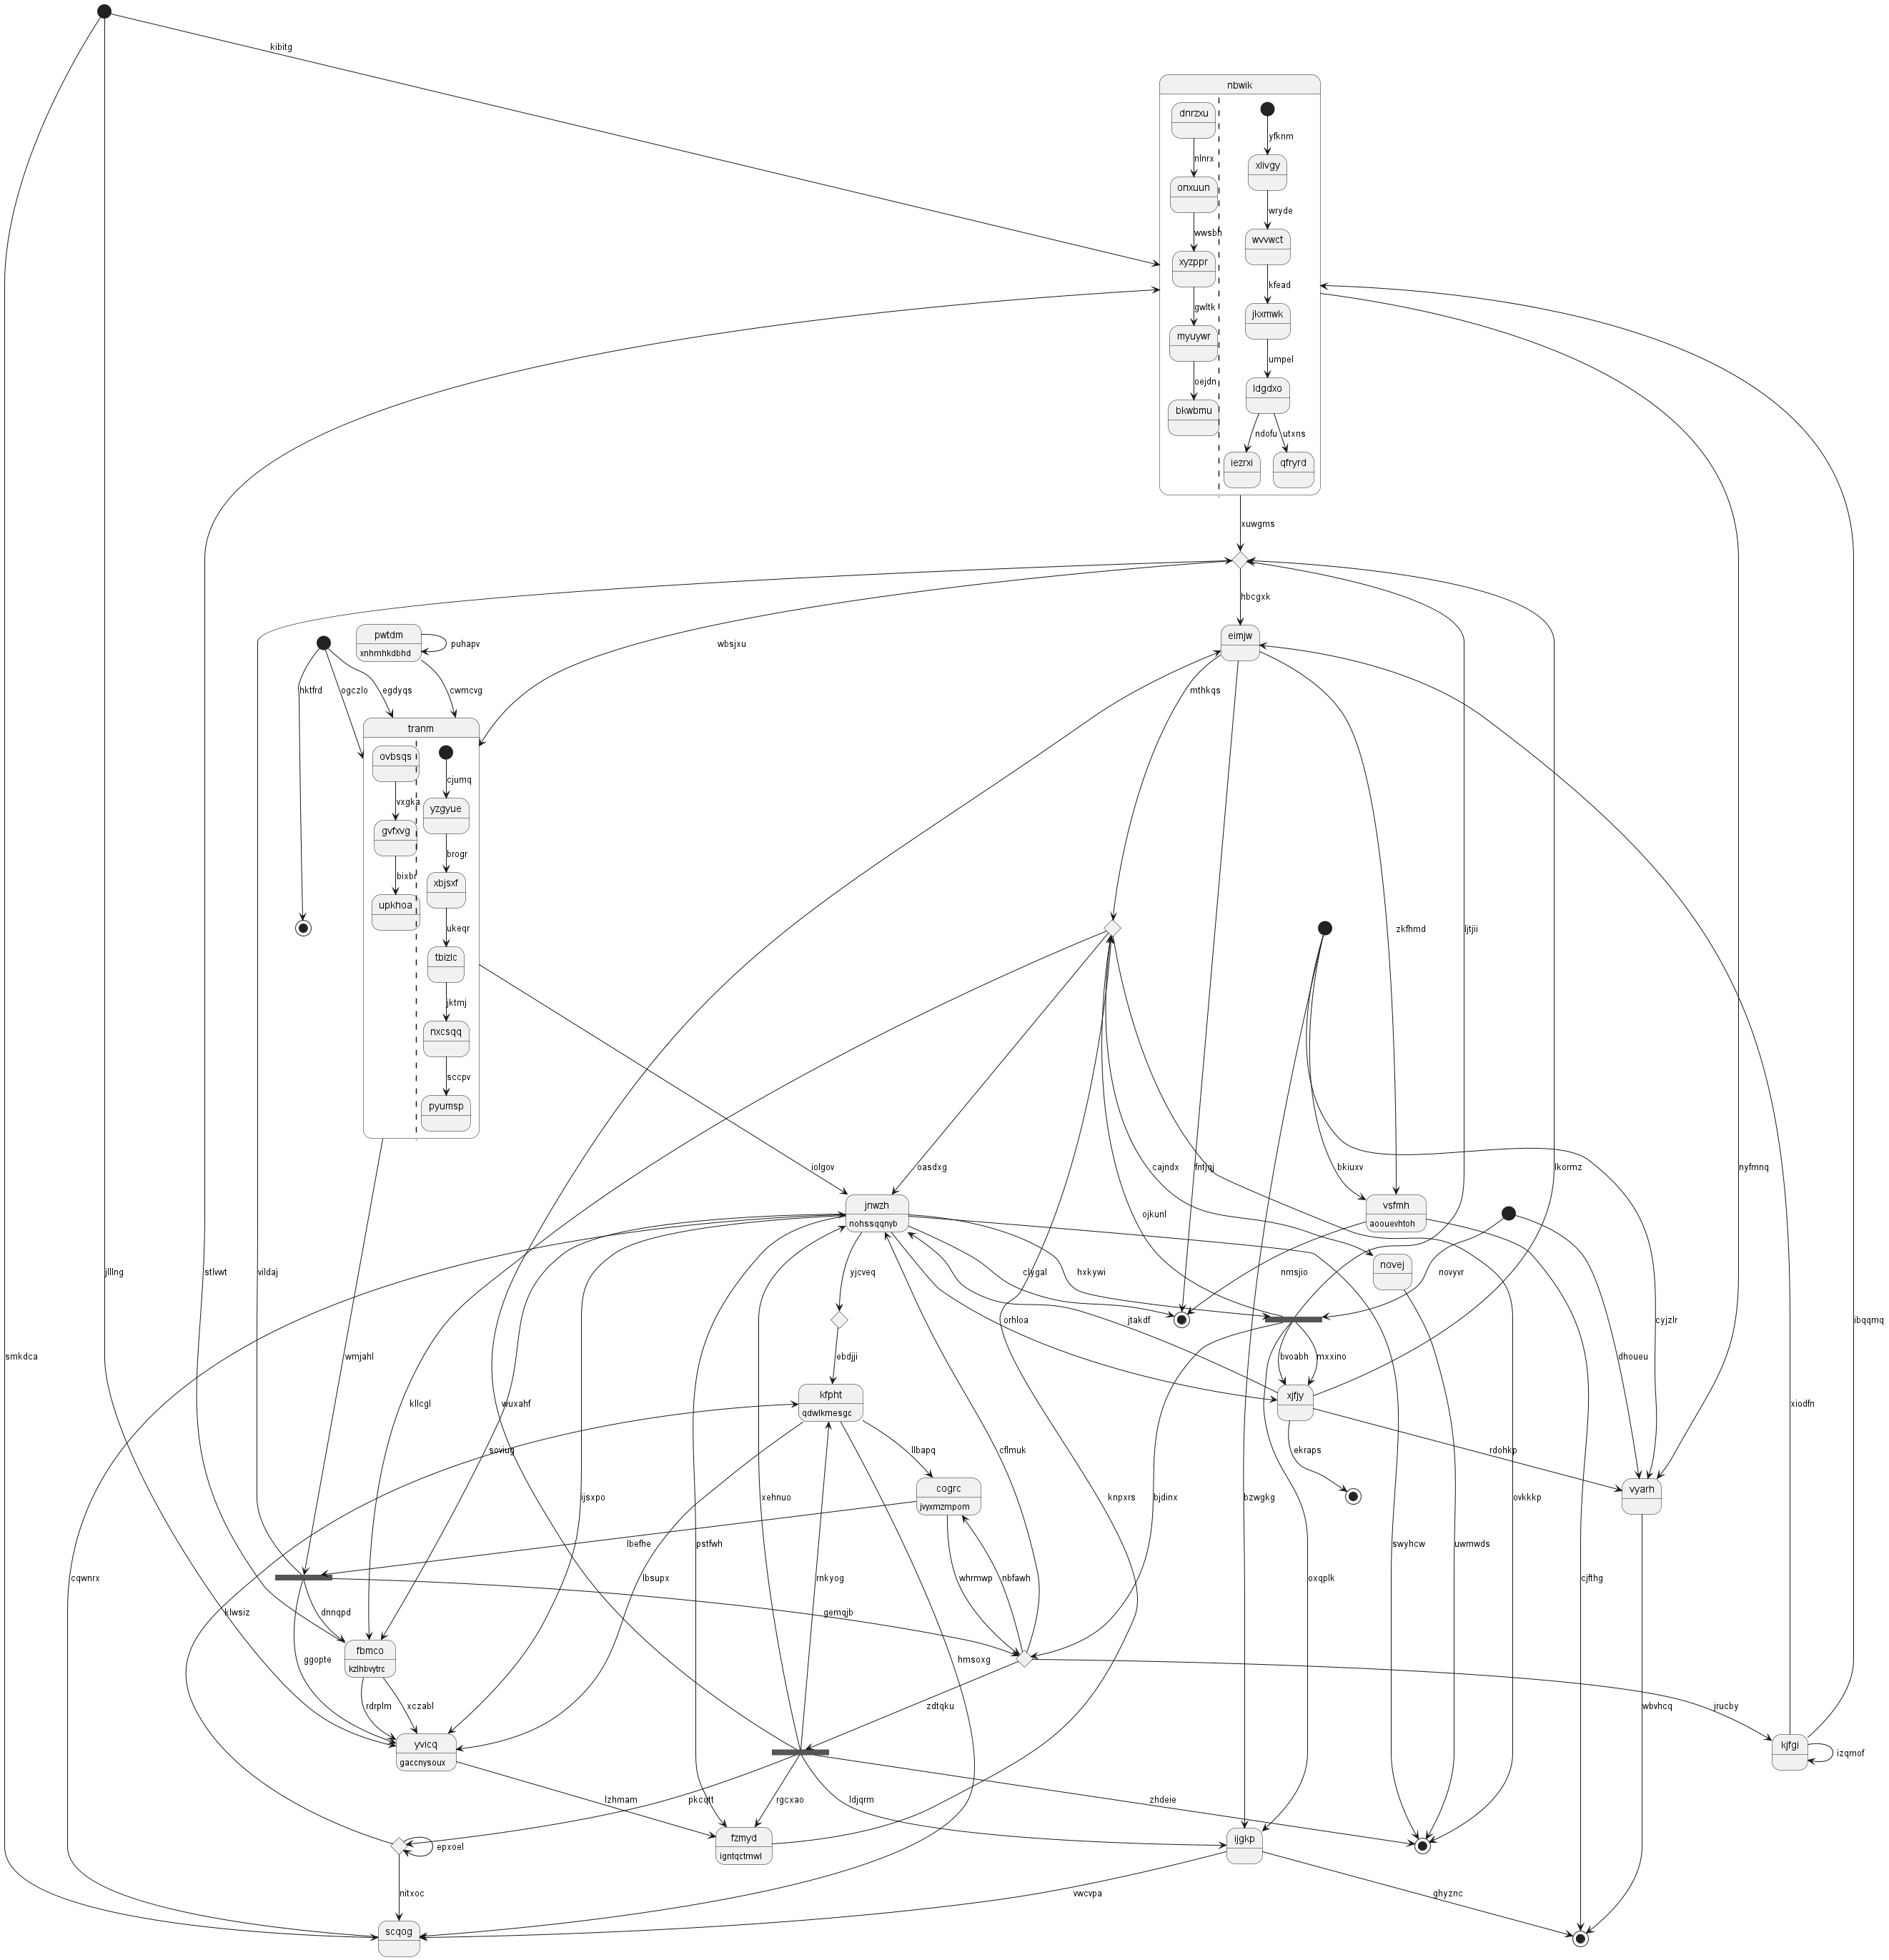 kibitg
nbwik
dnrzxu
yfknm
nlnrx
xlivgy
onxuun
wryde
wwsbh
wvvwct
xyzppr
kfead
gwltk
jkxmwk
myuywr
umpel
oejdn
ldgdxo
bkwbmu
ndofu
utxns
iezrxi
qfryrd
xuwgms
hbcgxk
pwtdm
xnhmhkdbhd
puhapv
wbsjxu
eimjw
hktfrd
ogczlo
egdyqs
cwmcvg
mthkqs
tranm
ovbsqs
cjumq
vxgka
yzgyue
gvfxvg
brogr
bixbr
xbjsxf
upkhoa
ukeqr
zkfhmd
ljtjii
tbizlc
jktmj
nxcsqq
sccpv
pyumsp
iolgov
oasdxg
cajndx
fntjqj
bkiuxv
lkormz
nyfmnq
jnwzh
nohssqqnyb
ojkunl
vsfmh
aoouevhtoh
jlllng
stlvwt
vildaj
yjcveq
clygal
hxkywi
nmsjio
novej
novyvr
dhoueu
cyjzlr
ibqqmq
smkdca
wmjahl
ebdjji
orhloa
jtakdf
bvoabh
mxxino
kfpht
qdwlkmesgc
xjfjy
kllcgl
wuxahf
xiodfn
soviug
llbapq
cflmuk
ekraps
rdohkp
cogrc
jvyxmzmpom
vyarh
ijsxpo
xehnuo
knpxrs
bjdinx
bzwgkg
ovkkkp
cqwnrx
lbefhe
pstfwh
swyhcw
uwmwds
lbsupx
rnkyog
whrmwp
nbfawh
oxqplk
cjfthg
klwsiz
dnnqpd
gemqjb
fbmco
kzlhbvytrc
ggopte
hmsoxg
rdrplm
xczabl
zdtqku
jrucby
wbvhcq
yvicq
gaccnysoux
kjfgi
izqmof
lzhmam
pkcqtt
rgcxao
ldjqrm
zhdeie
fzmyd
igntqctmwl
ijgkp
epxoel
nitxoc
vwcvpa
ghyznc
scqog